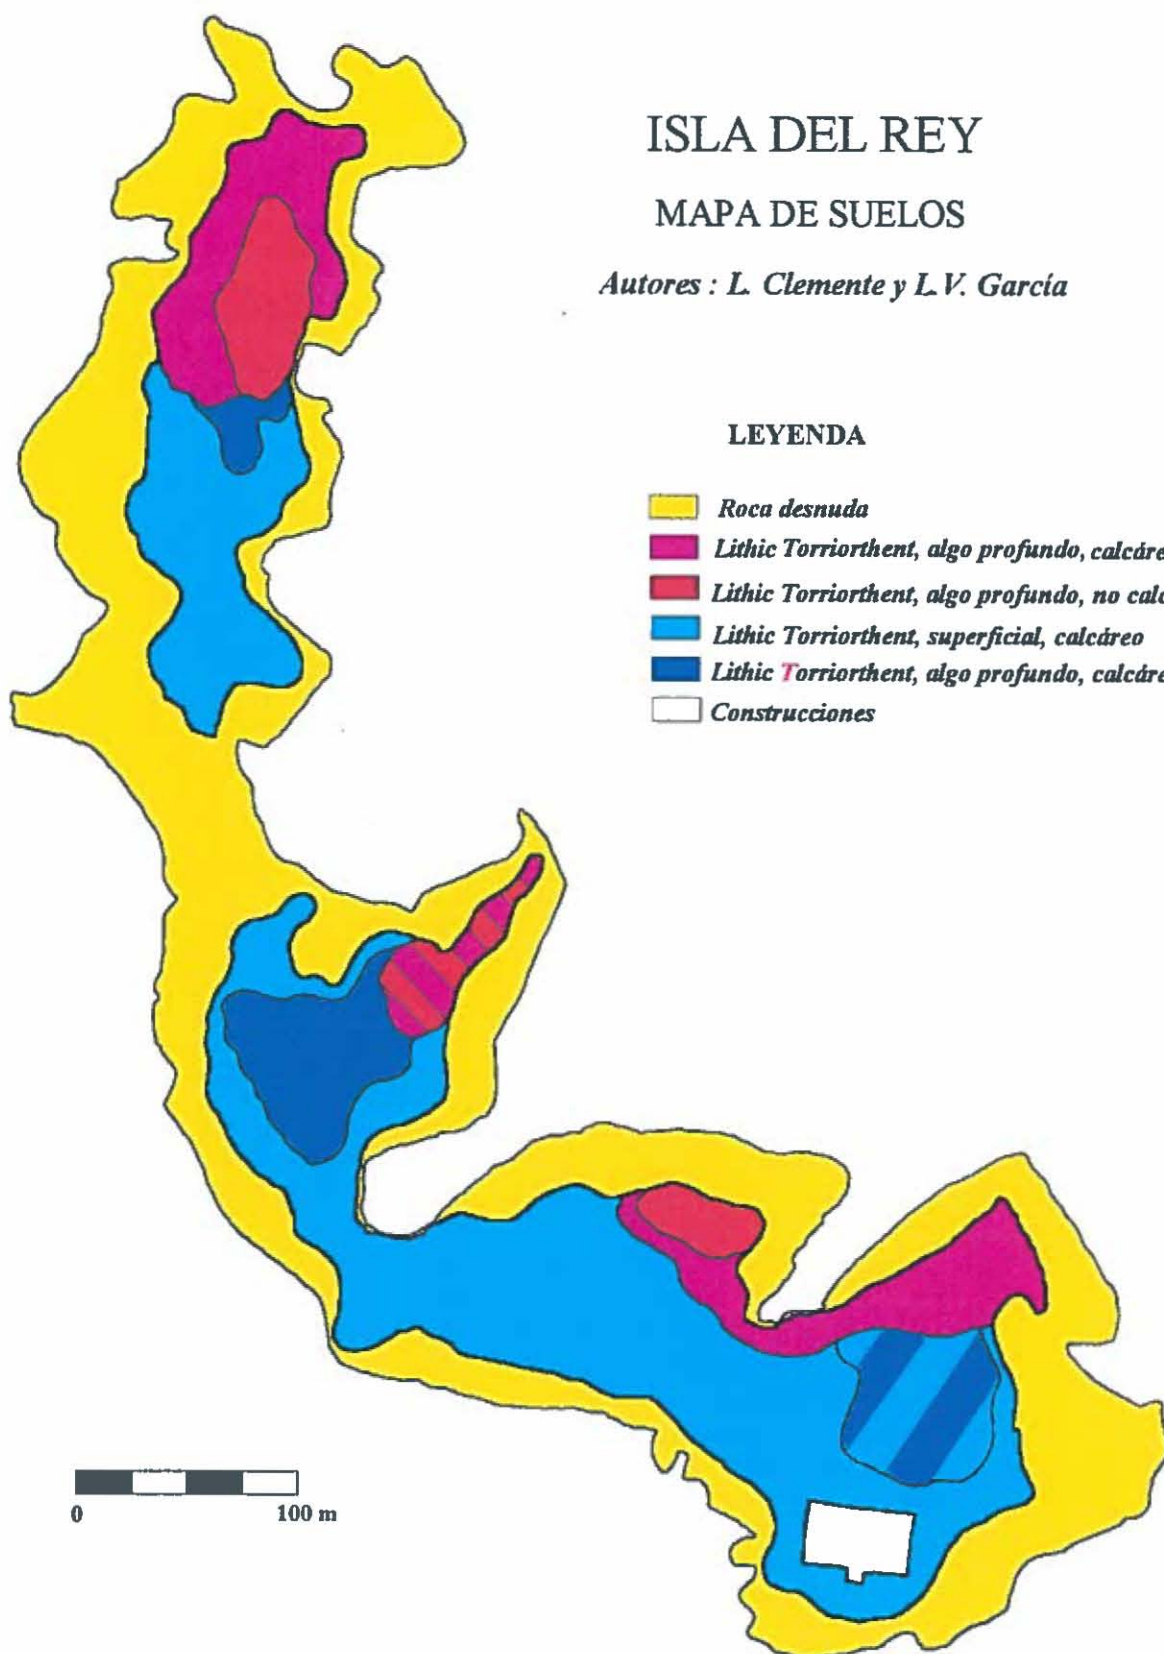 ISLA DEL REY
MAPA DE SUELOS
Autores : L. Clemente y L.V. García
LEYENDA
Roca desnuda
Lithic Torriorthent, algo profundo, calcáre
Lithic Torriorthent, algo profundo, no calc
Lithic Torriorthent, superficial, calcáreo
Lithic Torriorthent, algo profundo, calcáre
Construcciones
0 100 m